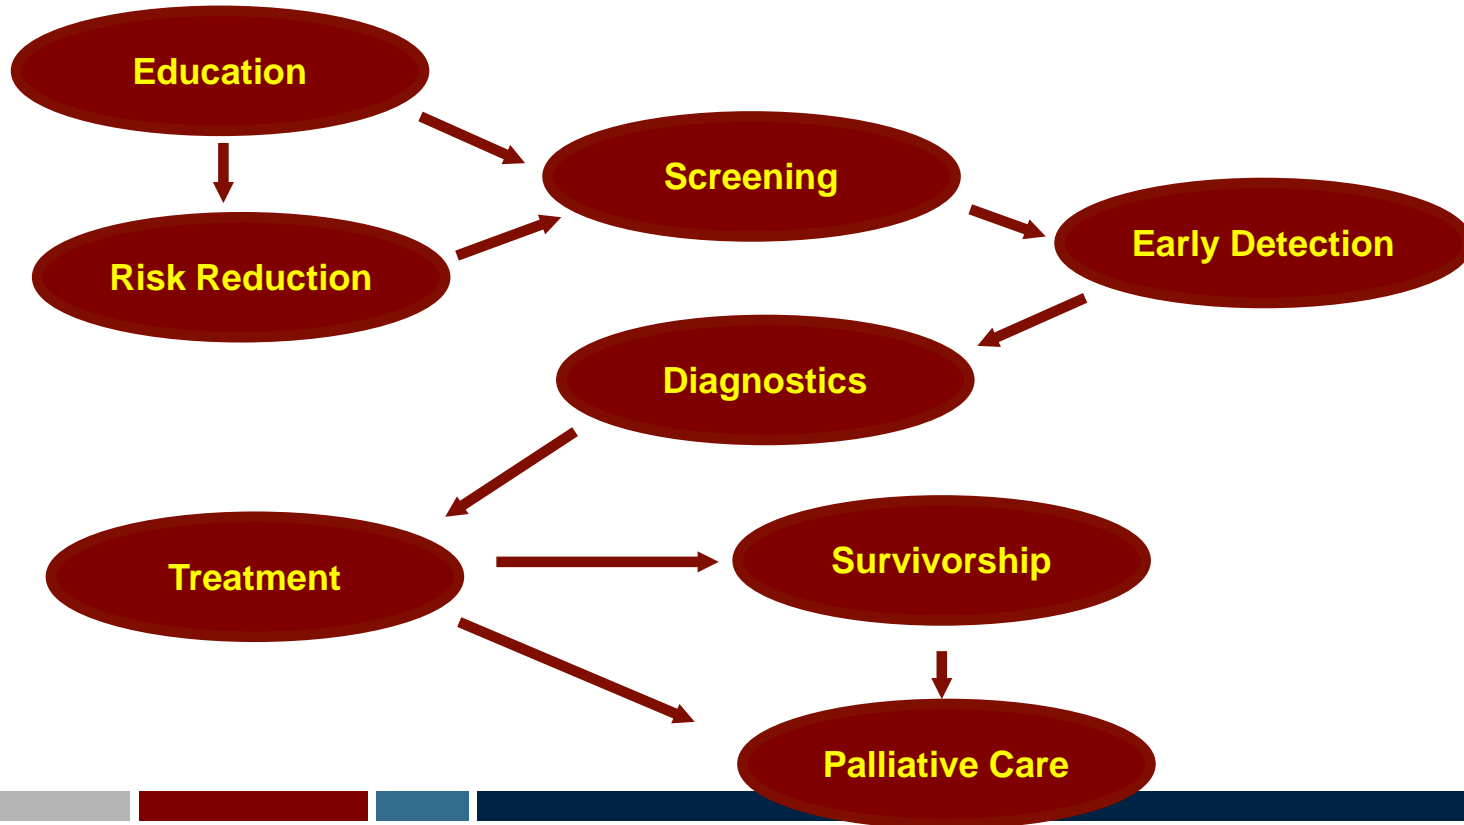 Education
Screening
Early Detection
Risk Reduction
Diagnostics
Treatment
Survivorship
Palliative Care